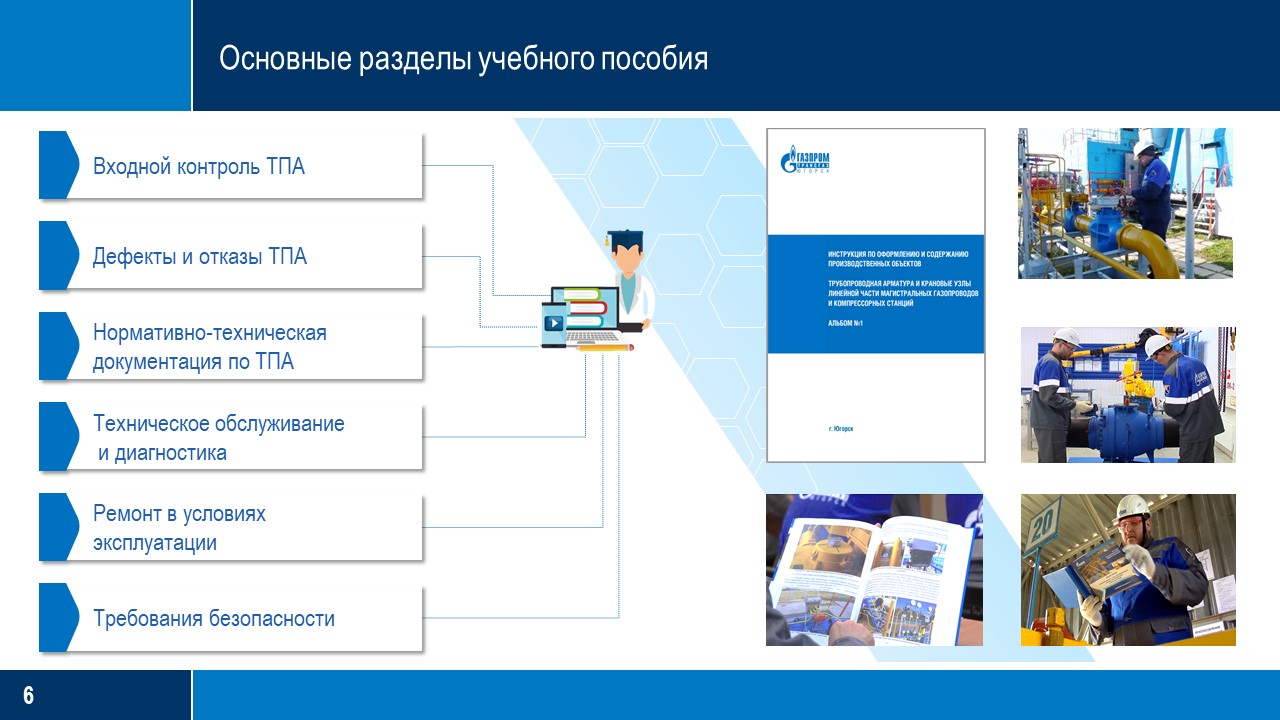 Основные разделы учебного пособия
Входной контроль ТПА
Дефекты и отказы ТПА
Нормативно-техническая
документация по ТПА
Техническое обслуживание
и диагностика
Ремонт в условиях
эксплуатации
Требования безопасности
ГАЗПРОМ
ТРАНСГАЗ
ЮГОРСК
ИНСТРУКЦИЯ ПО ОФОРМЛЕНИЮ И СОДЕРЖАНИЮ
ПРОИЗВОДСТВЕННЫХ ОБЪЕКТОВ
ТРУБОПРОВОДНАЯ АРМАТУРА И КРАНОВЫЕ УЗЛЫ
ЛИНЕЙНОЙ ЧАСТИ МАГИСТРАЛЬНЫХ ГАЗОПРОВОДОВ
И КОМПРЕССОРНЫХ СТАНЦИЙ
АЛЬБОМ №1
г. Югорск
20
6